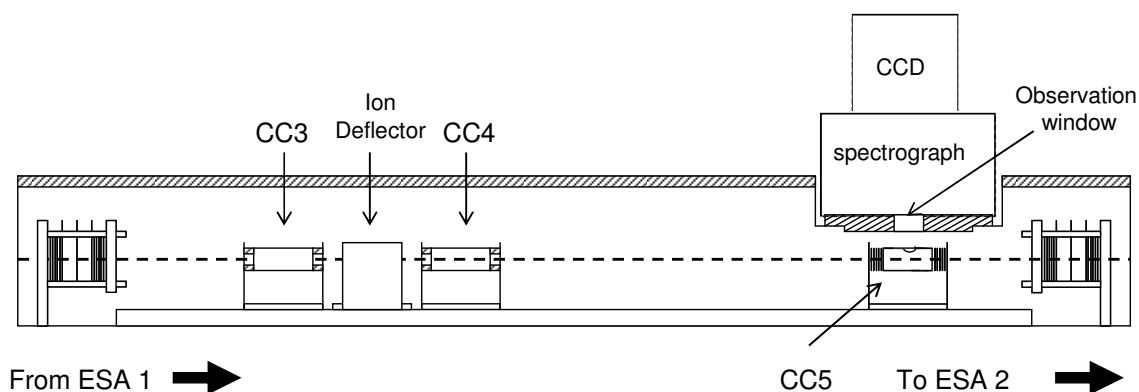 CCD
Ion
Deflector
Observation
window
CC3
CC4
spectrograph
From ESA 1
CC5
To ESA 2